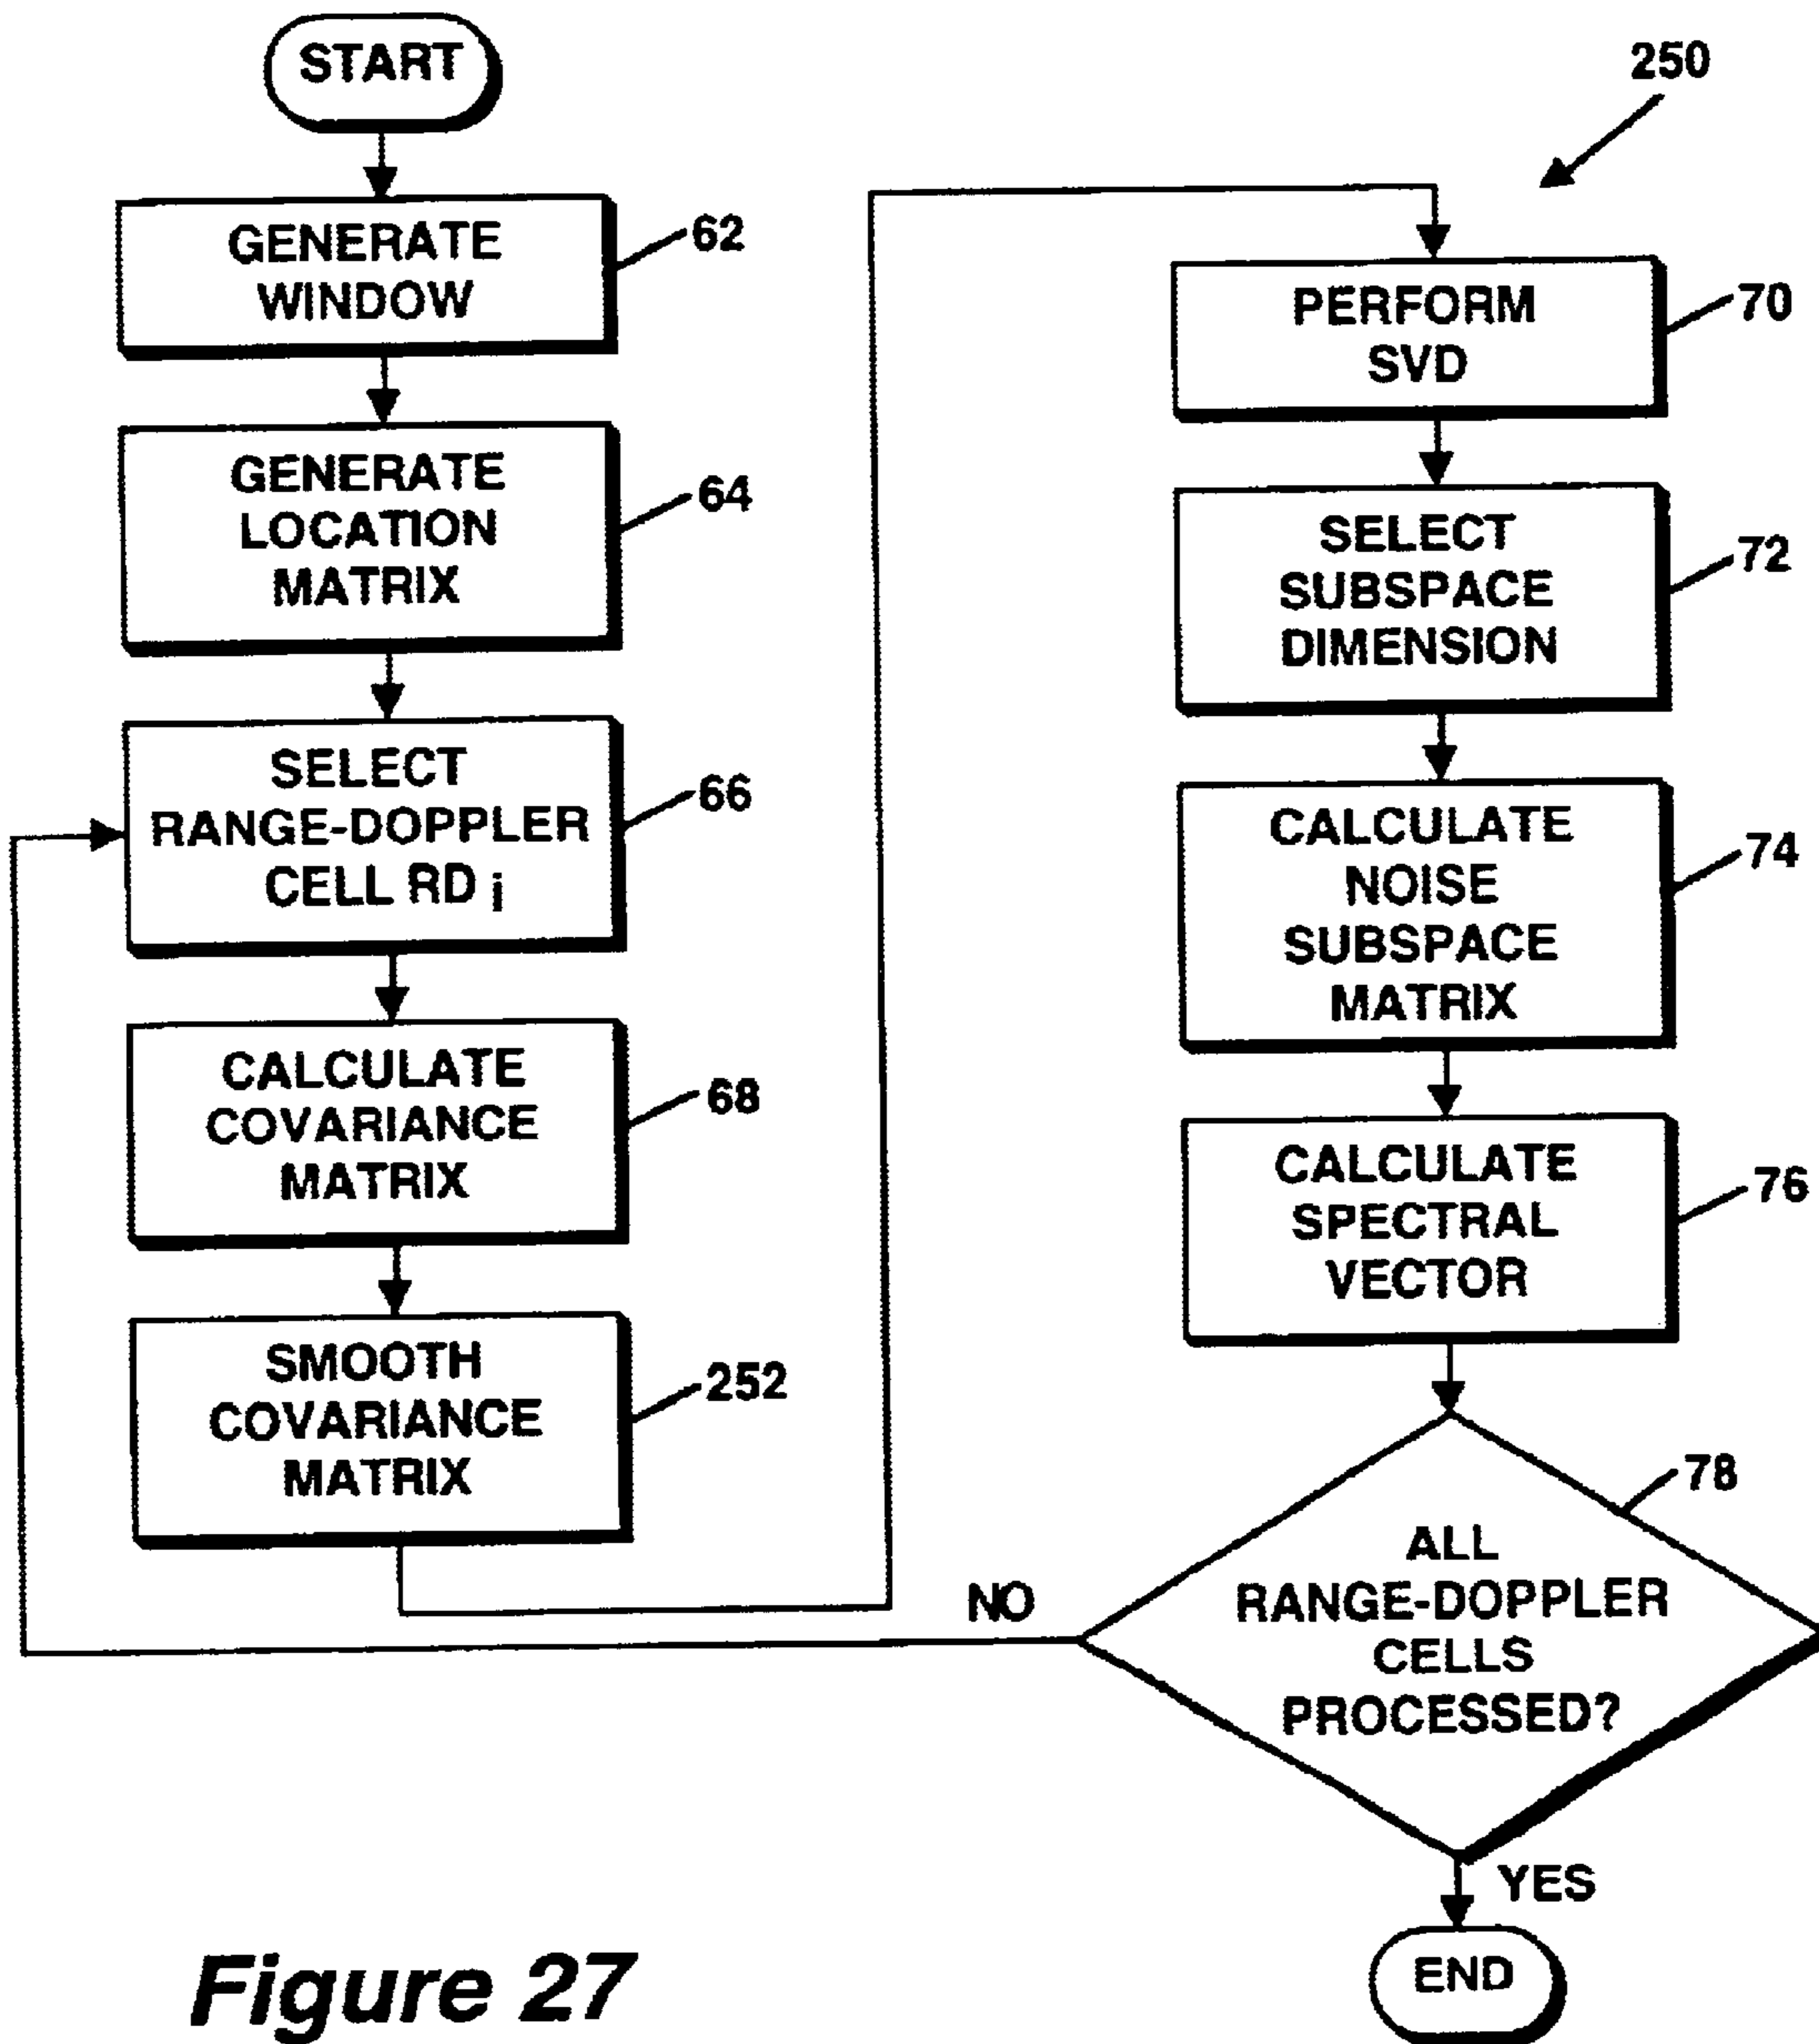 START
250
GENERATE
WINDOW
62
GENERATE
LOCATION
MATRIX
64
SELECT
RANGE-DOPPLER
CELL RD i
66
CALCULATE
COVARIANCE
MATRIX
68
SMOOTH
COVARIANCE
MATRIX
252
PERFORM
SVD
70
SELECT
SUBSPACE
DIMENSION
72
CALCULATE
NOISE
SUBSPACE
MATRIX
74
CALCULATE
SPECTRAL
VECTOR
76
ALL
RANGE-DOPPLER
CELLS
PROCESSED?
78
NO
YES
END
Figure 27